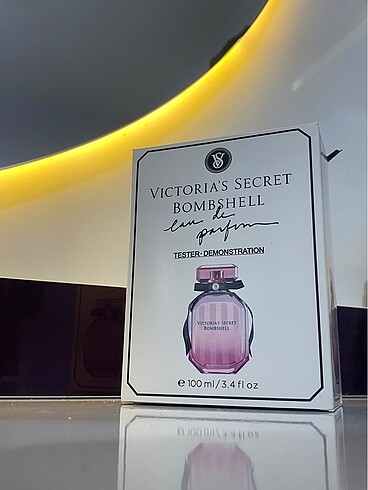 VS
VICTORIA'S SECRET
BOMBSHELL
eau de
parfum
TESTER-DEMONSTRATION
VICTORIA'S SECRET
BOMBSHELL
℮ 100 ml/3.4 fl oz